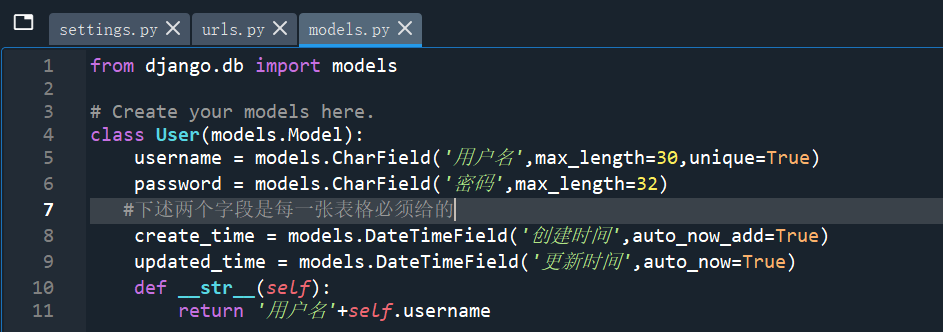 settings.py urls.py models.py
1 from django.db import models
2
3 # Create your models here.
4 class User(models.Model):
5     username = models.CharField('用户名',max_length=30,unique=True)
6     password = models.CharField('密码',max_length=32)
7    #下述两个字段是每一张表格必须给的
8     create_time = models.DateTimeField('创建时间',auto_now_add=True)
9     updated_time = models.DateTimeField('更新时间',auto_now=True)
10     def __str__(self):
11         return '用户名'+self.username